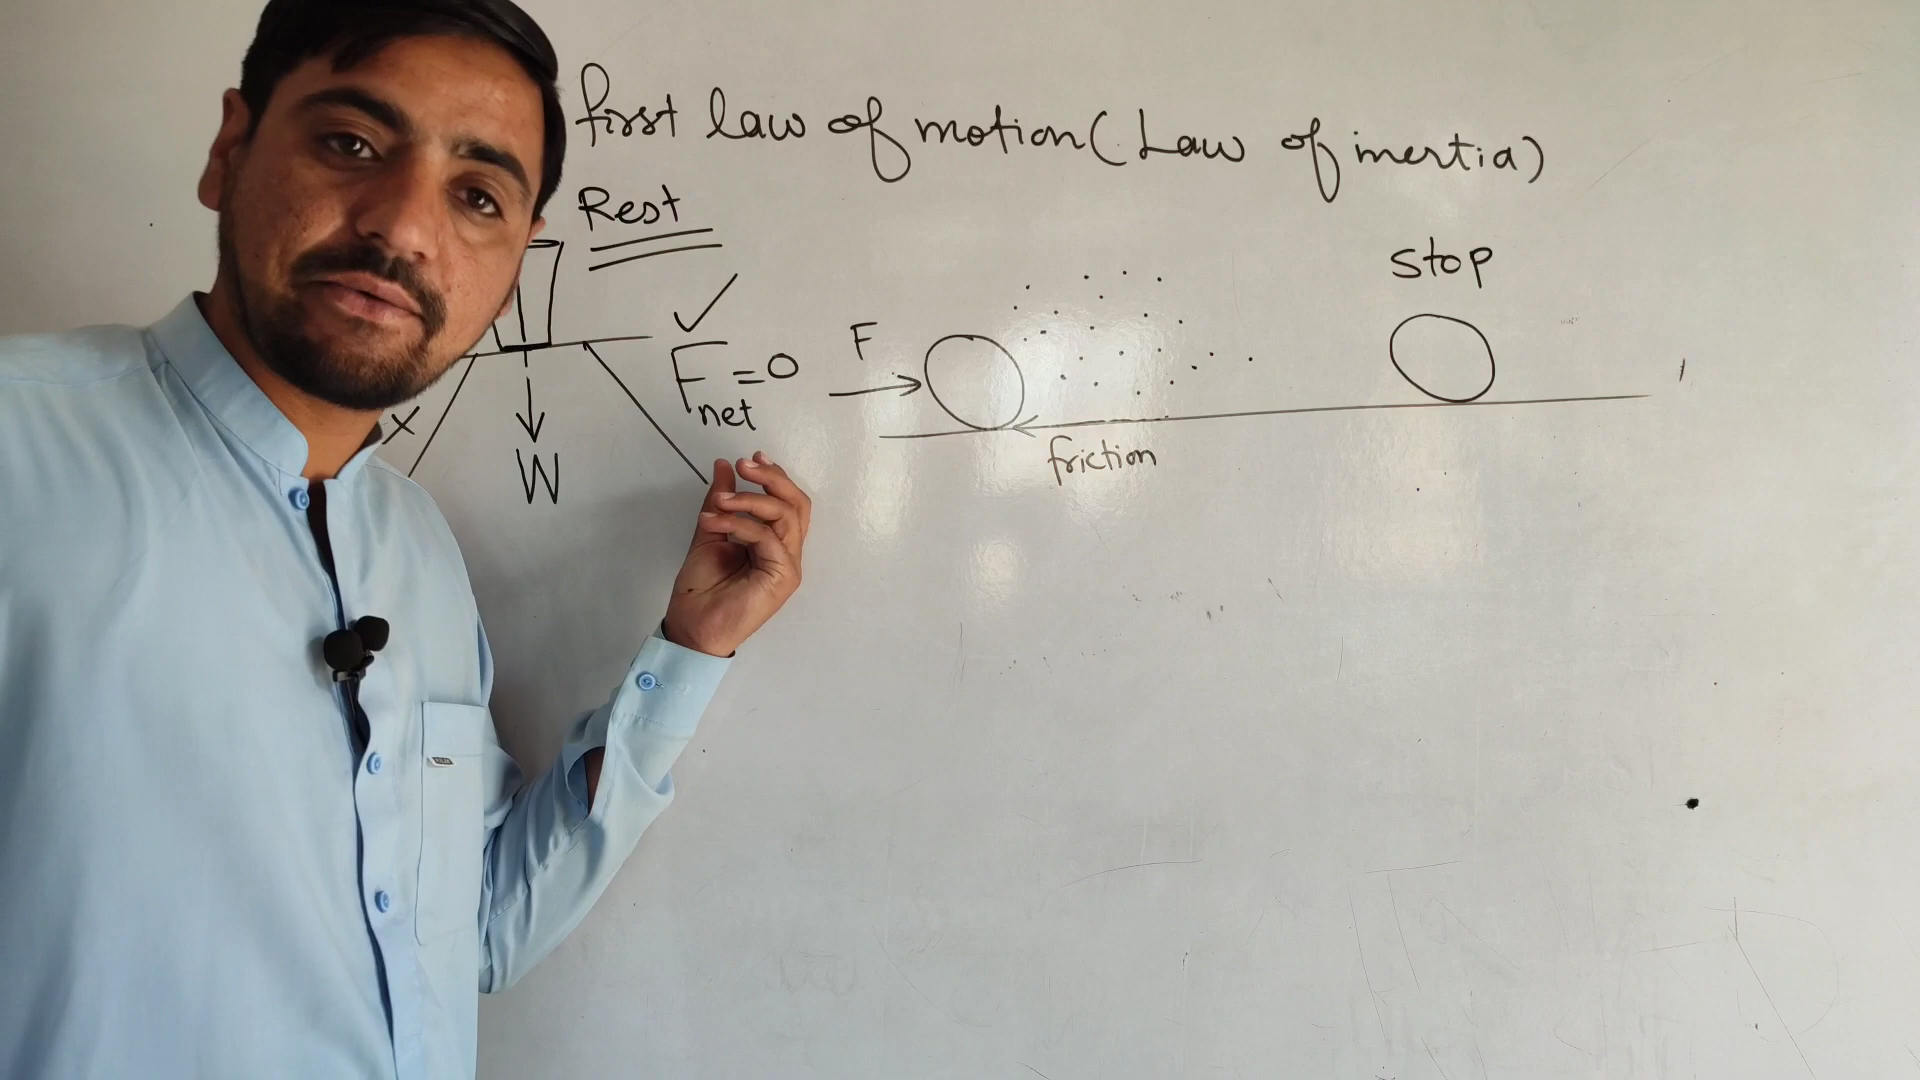 first law of motion (Law of inertia)
Rest
stop
F
Fnet = 0
X
W
friction